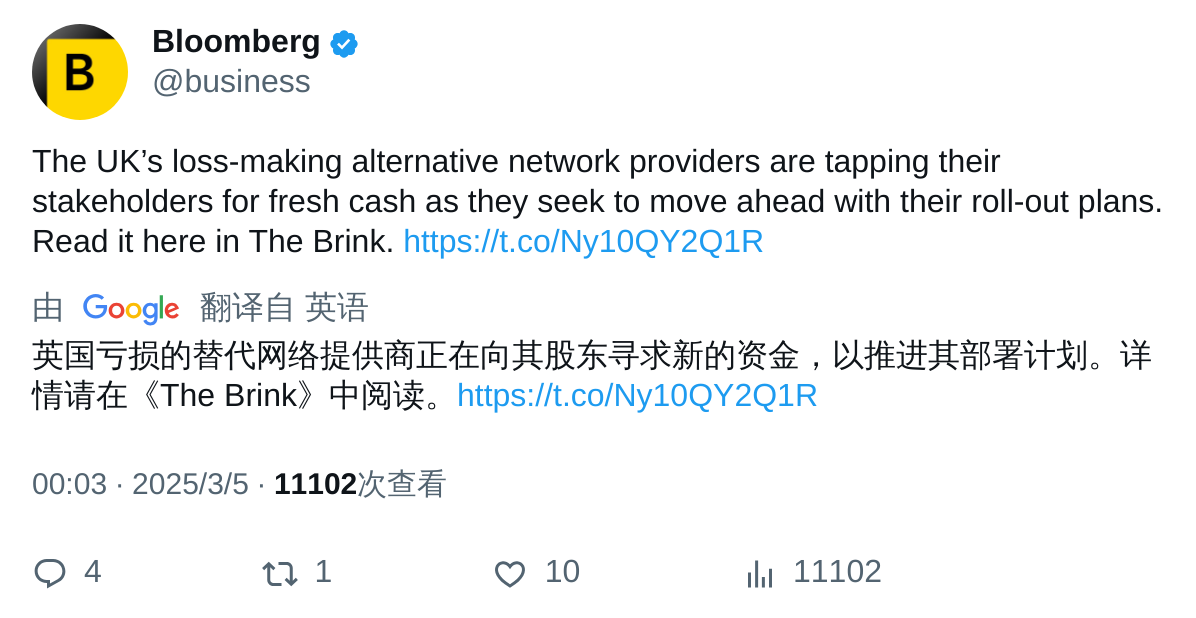 B
Bloomberg
@business
The UK’s loss-making alternative network providers are tapping their
stakeholders for fresh cash as they seek to move ahead with their roll-out plans.
Read it here in The Brink. https://t.co/Ny10QY2Q1R
由 Google 翻译自 英语
英国亏损的替代网络提供商正在向其股东寻求新的资金，以推进其部署计划。详
情请在《The Brink》中阅读。https://t.co/Ny10QY2Q1R
00:03 · 2025/3/5 · 11102次查看
4 1 10 11102